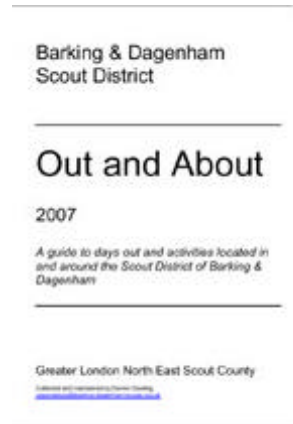 Barking & Dagenham
Scout District
Out and About
2007
A guide to days out and activities located in
and around the Scout District of Barking &
Dagenham
Greater London North East Scout County